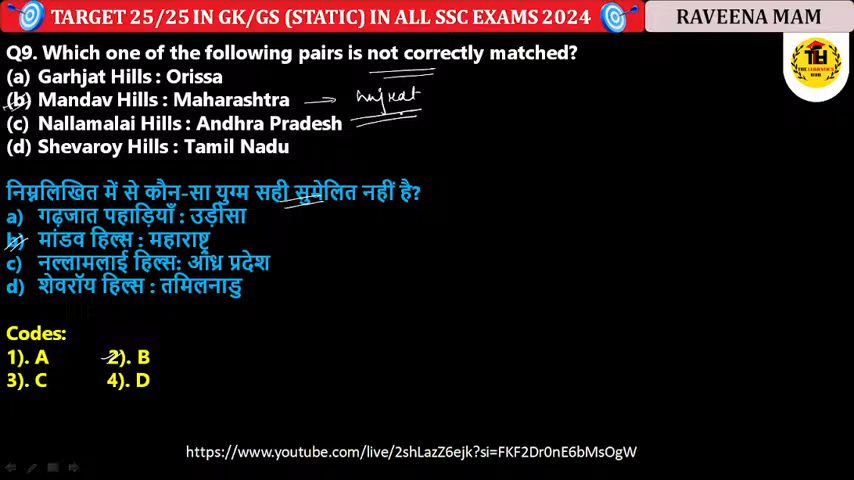 TARGET 25/25 IN GK/GS (STATIC) IN ALL SSC EXAMS 2024
RAVEENA MAM
Q9. Which one of the following pairs is not correctly matched?
(a) Garhjat Hills : Orissa
(b) Mandav Hills : Maharashtra
(c) Nallamalai Hills : Andhra Pradesh
(d) Shevaroy Hills : Tamil Nadu
निम्नलिखित में से कौन-सा युग्म सही सुमेलित नहीं है?
a) गढ़जात पहाड़ियाँ : उड़ीसा
b) मांडव हिल्स : महाराष्ट्र
c) नल्लामलाई हिल्स: आंध्र प्रदेश
d) शेवरॉय हिल्स : तमिलनाडु
Codes:
1). A 2). B
3). C 4). D
https://www.youtube.com/live/2shLazZ6ejk?si=FKF2Dr0nE6bMsOgW